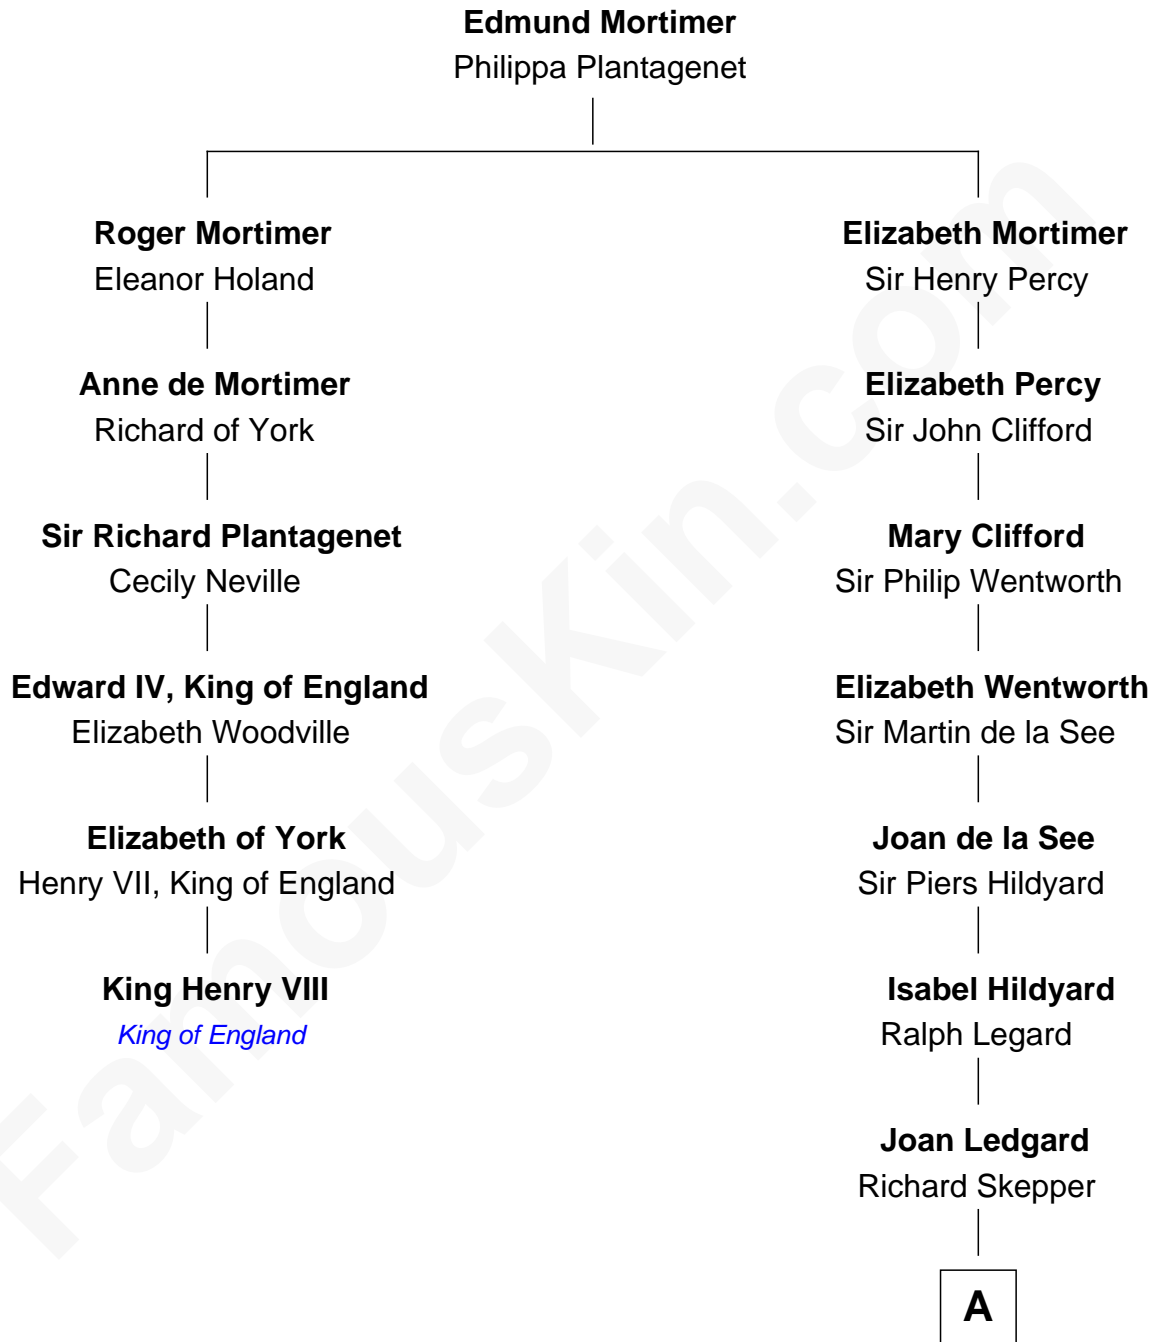 Edmund Mortimer
Philippa Plantagenet
Roger Mortimer
Eleanor Holand
Anne de Mortimer
Richard of York
Sir Richard Plantagenet
Cecily Neville
Edward IV, King of England
Elizabeth Woodville
Elizabeth of York
Henry VII, King of England
King Henry VIII
King of England
Elizabeth Mortimer
Sir Henry Percy
Elizabeth Percy
Sir John Clifford
Mary Clifford
Sir Philip Wentworth
Elizabeth Wentworth
Sir Martin de la See
Joan de la See
Sir Piers Hildyard
Isabel Hildyard
Ralph Legard
Joan Ledgard
Richard Skepper
A
FamousKin.com